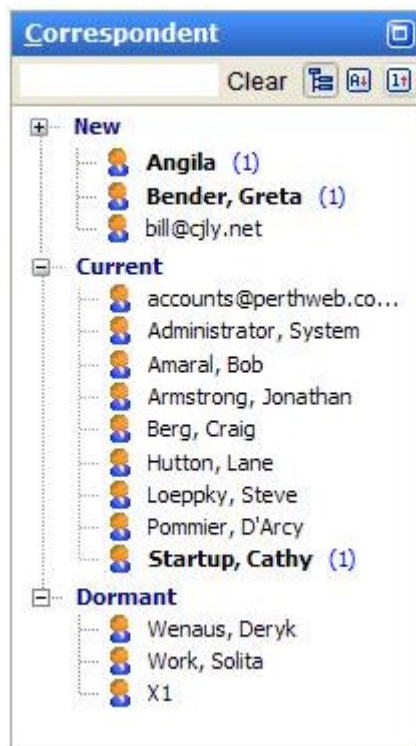 Correspondent
Clear
New
Angila (1)
Bender, Greta (1)
bill@cjly.net
Current
accounts@perthweb.co...
Administrator, System
Amaral, Bob
Armstrong, Jonathan
Berg, Craig
Hutton, Lane
Loeppky, Steve
Pommier, D'Arcy
Startup, Cathy (1)
Dormant
Wenaus, Deryk
Work, Solita
X1